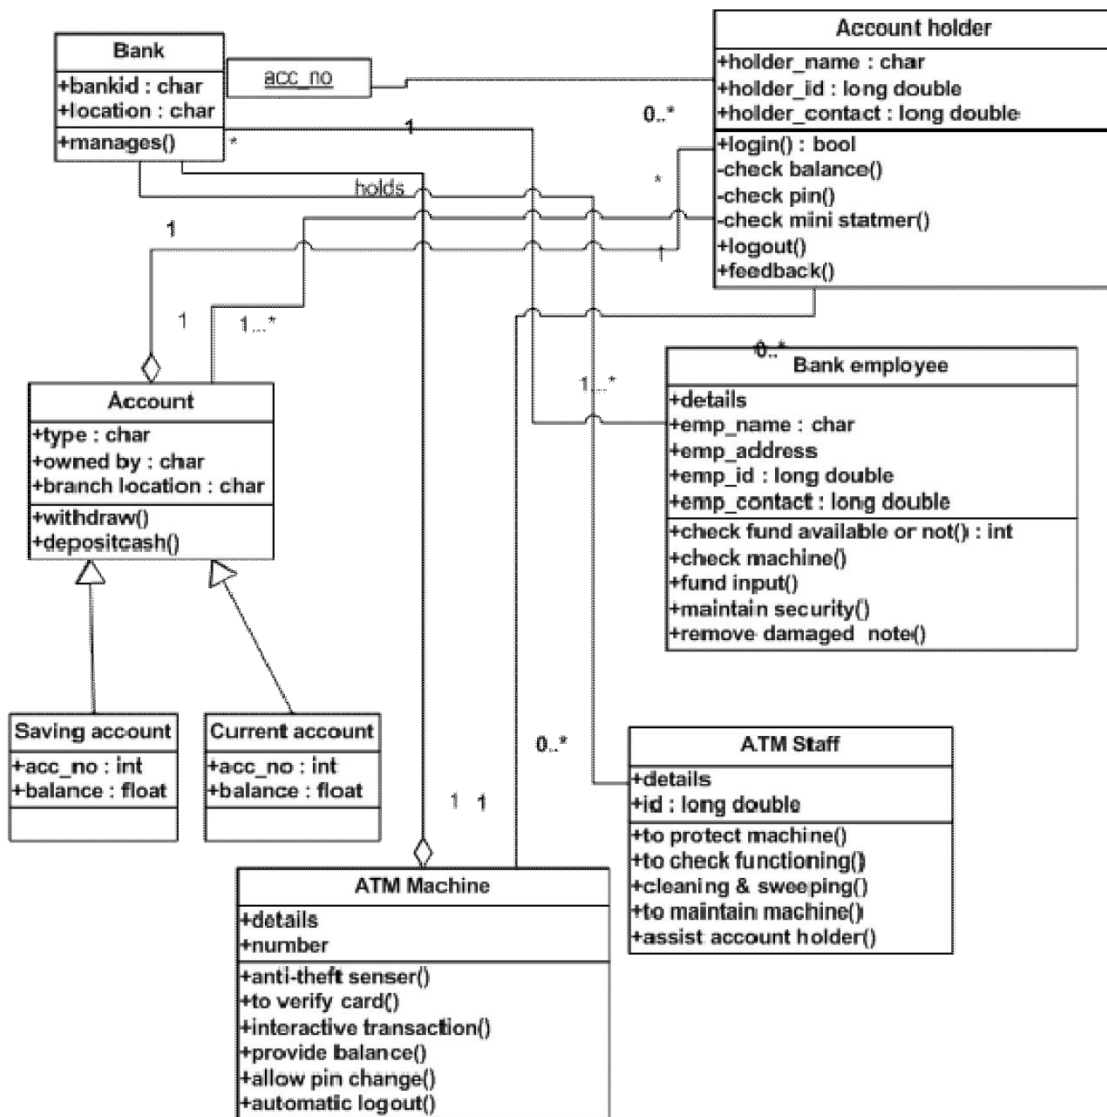 Bank
+bankid : char
+location : char
+manages()
acc_no
Account holder
+holder_name : char
+holder_id : long double
+holder_contact : long double
+login() : bool
-check balance()
-check pin()
-check mini statmer()
+logout()
+feedback()
0..*
1
*
holds
*
1
1
1
1...*
Account
+type : char
+owned by : char
+branch location : char
+withdraw()
+depositcash()
0..*
1...*
Bank employee
+details
+emp_name : char
+emp_address
+emp_id : long double
+emp_contact : long double
+check fund available or not() : int
+check machine()
+fund input()
+maintain security()
+remove damaged note()
Saving account
+acc_no : int
+balance : float
Current account
+acc_no : int
+balance : float
0..*
1
1
ATM Staff
+details
+id : long double
+to protect machine()
+to check functioning()
+cleaning & sweeping()
+to maintain machine()
+assist account holder()
ATM Machine
+details
+number
+anti-theft senser()
+to verify card()
+interactive transaction()
+provide balance()
+allow pin change()
+automatic logout()